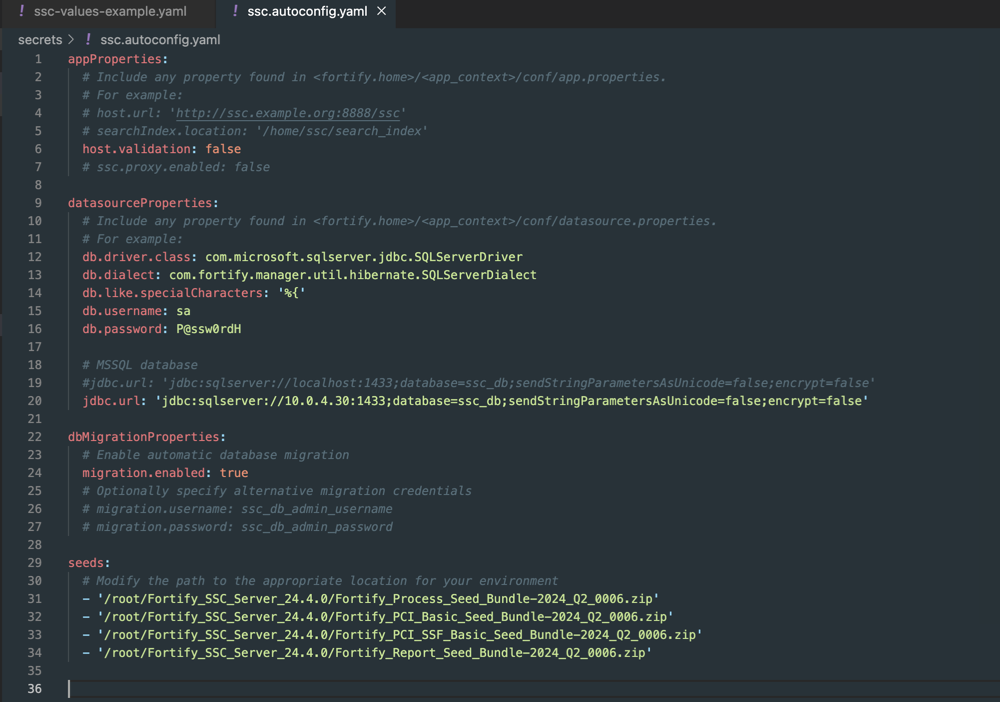 ! ssc-values-example.yaml ! ssc.autoconfig.yaml ×
secrets > ! ssc.autoconfig.yaml
1 appProperties:
2 # Include any property found in <fortify.home>/<app_context>/conf/app.properties.
3 # For example:
4 # host.url: 'http://ssc.example.org:8888/ssc'
5 # searchIndex.location: '/home/ssc/search_index'
6 host.validation: false
7 # ssc.proxy.enabled: false
8
9 datasourceProperties:
10 # Include any property found in <fortify.home>/<app_context>/conf/datasource.properties.
11 # For example:
12 db.driver.class: com.microsoft.sqlserver.jdbc.SQLServerDriver
13 db.dialect: com.fortify.manager.util.hibernate.SQLServerDialect
14 db.like.specialCharacters: '%{'
15 db.username: sa
16 db.password: P@ssw0rdH
17
18 # MSSQL database
19 #jdbc.url: 'jdbc:sqlserver://localhost:1433;database=ssc_db;sendStringParametersAsUnicode=false;encrypt=false'
20 jdbc.url: 'jdbc:sqlserver://10.0.4.30:1433;database=ssc_db;sendStringParametersAsUnicode=false;encrypt=false'
21
22 dbMigrationProperties:
23 # Enable automatic database migration
24 migration.enabled: true
25 # Optionally specify alternative migration credentials
26 # migration.username: ssc_db_admin_username
27 # migration.password: ssc_db_admin_password
28
29 seeds:
30 # Modify the path to the appropriate location for your environment
31 - '/root/Fortify_SSC_Server_24.4.0/Fortify_Process_Seed_Bundle-2024_Q2_0006.zip'
32 - '/root/Fortify_SSC_Server_24.4.0/Fortify_PCI_Basic_Seed_Bundle-2024_Q2_0006.zip'
33 - '/root/Fortify_SSC_Server_24.4.0/Fortify_PCI_SSF_Basic_Seed_Bundle-2024_Q2_0006.zip'
34 - '/root/Fortify_SSC_Server_24.4.0/Fortify_Report_Seed_Bundle-2024_Q2_0006.zip'
35
36